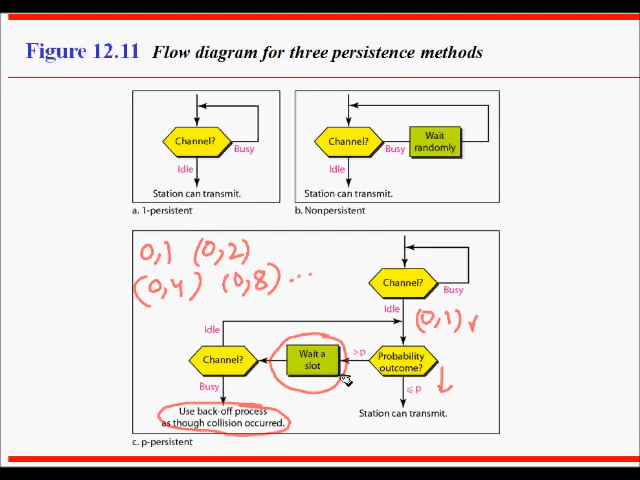 Figure 12.11 Flow diagram for three persistence methods
Channel?
Busy
Idle
Station can transmit.
a. 1-persistent
Channel?
Busy
Wait
randomly
Idle
Station can transmit.
b. Nonpersistent
0,1 (0,2)
(0,4) (0,8) ...
Channel?
Busy
Idle
(0,1)
Idle
Channel?
Wait a
slot
>p
Probability
outcome?
Busy
≤p
Use back-off process
as though collision occurred.
Station can transmit.
c. p-persistent